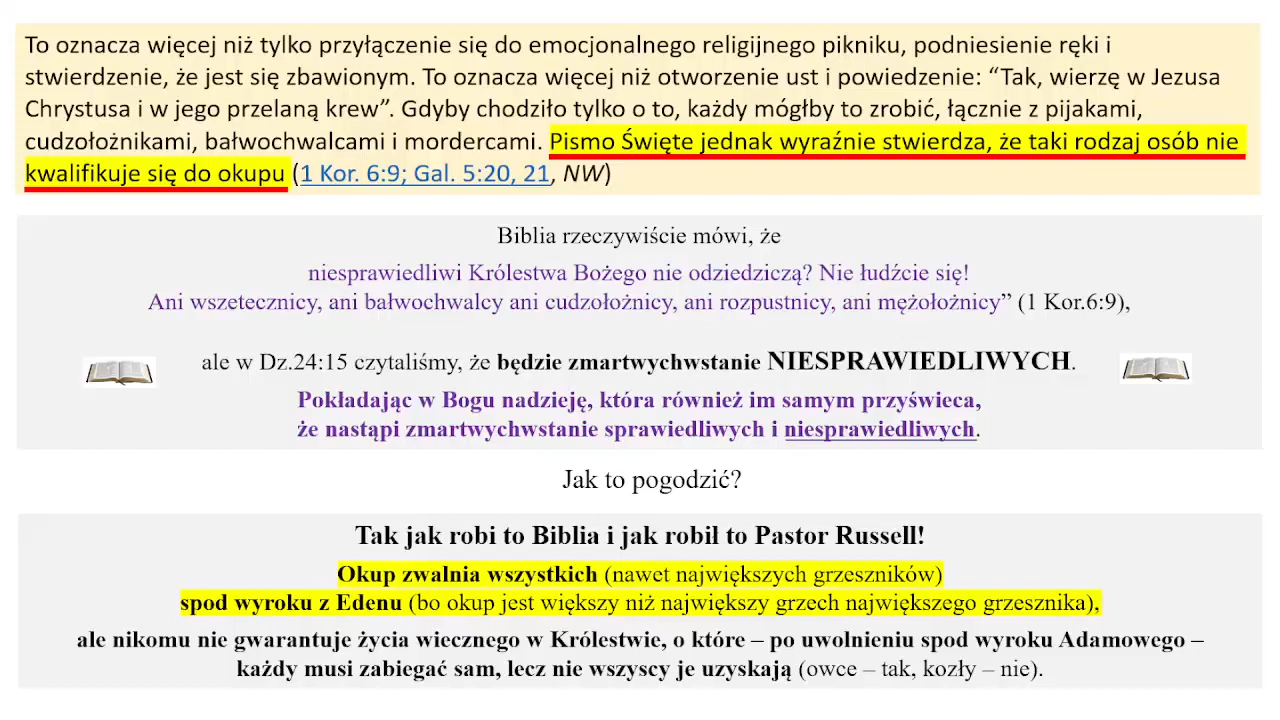 To oznacza więcej niż tylko przyłączenie się do emocjonalnego religijnego pikniku, podniesienie ręki i
stwierdzenie, że jest się zbawionym. To oznacza więcej niż otworzenie ust i powiedzenie: “Tak, wierzę w Jezusa
Chrystusa i w jego przelaną krew”. Gdyby chodziło tylko o to, każdy mógłby to zrobić, łącznie z pijakami,
cudzołożnikami, bałwochwalcami i mordercami. Pismo Święte jednak wyraźnie stwierdza, że taki rodzaj osób nie
kwalifikuje się do okupu (1 Kor. 6:9; Gal. 5:20, 21, NW)
Biblia rzeczywiście mówi, że
niesprawiedliwi Królestwa Bożego nie odziedziczą? Nie łudźcie się!
Ani wszetecznicy, ani bałwochwalcy ani cudzołożnicy, ani rozpustnicy, ani mężołożnicy” (1 Kor.6:9),
ale w Dz.24:15 czytaliśmy, że będzie zmartwychwstanie NIESPRAWIEDLIWYCH.
Pokładając w Bogu nadzieję, która również im samym przyświeca,
że nastąpi zmartwychwstanie sprawiedliwych i niesprawiedliwych.
Jak to pogodzić?
Tak jak robi to Biblia i jak robił to Pastor Russell!
Okup zwalnia wszystkich (nawet największych grzeszników)
spod wyroku z Edenu (bo okup jest większy niż największy grzech największego grzesznika),
ale nikomu nie gwarantuje życia wiecznego w Królestwie, o które – po uwolnieniu spod wyroku Adamowego –
każdy musi zabiegać sam, lecz nie wszyscy je uzyskają (owce – tak, kozły – nie).